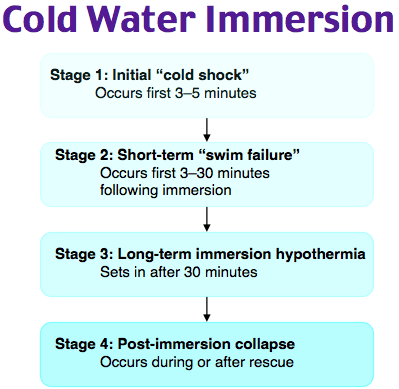 Cold Water Immersion
Stage 1: Initial “cold shock”
Occurs first 3–5 minutes
Stage 2: Short-term “swim failure”
Occurs first 3–30 minutes
following immersion
Stage 3: Long-term immersion hypothermia
Sets in after 30 minutes
Stage 4: Post-immersion collapse
Occurs during or after rescue